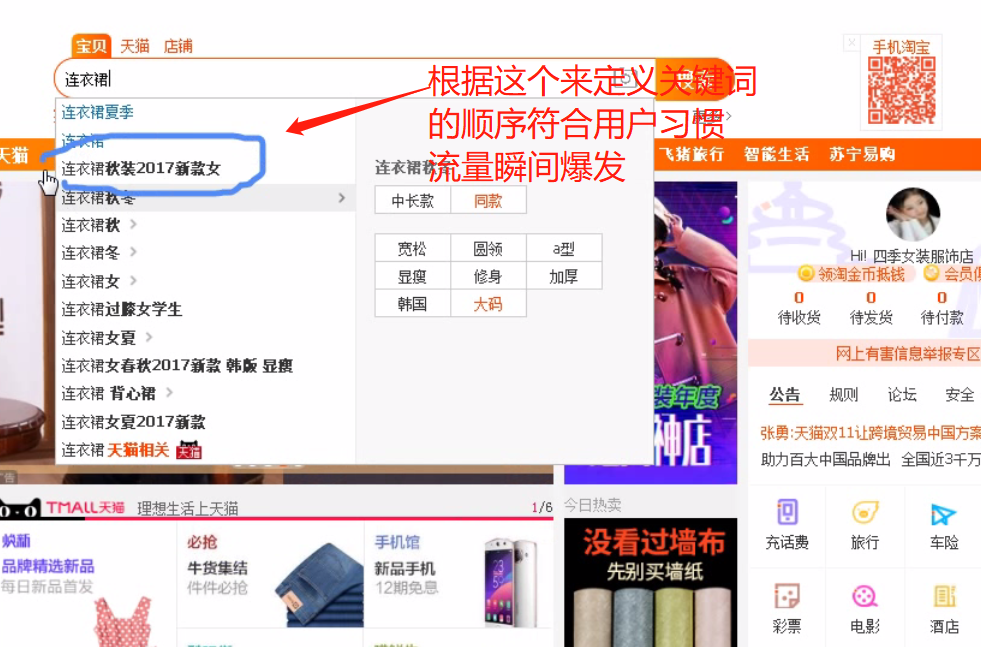 宝贝 天猫 店铺
手机淘宝
连衣裙
根据这个来定义关键词
的顺序符合用户习惯
流量瞬间爆发
连衣裙夏季
连衣裙
连衣裙秋装2017新款女
连衣裙秋冬
连衣裙秋
连衣裙冬
连衣裙女
连衣裙过膝女学生
连衣裙女夏
连衣裙女春秋2017新款 韩版 显瘦
连衣裙 背心裙
连衣裙女夏2017新款
连衣裙 天猫相关 天猫
连衣裙秋冬
中长款 同款
宽松 圆领 a型
显瘦 修身 加厚
韩国 大码
天猫
飞猪旅行 智能生活 苏宁易购
Hi! 四季女装服饰店
领淘金币抵钱 会员俱
0 0 0
待收货 待发货 待付款
网上有害信息举报专区
公告 规则 论坛 安全
张勇:天猫双11让跨境贸易中国方案
助力百大中国品牌出 全国近3千万
充话费 旅行 车险
彩票 电影 酒店
装年度
神店
广告
TMALL天猫 理想生活上天猫 1/6
今日热卖
焕新
品牌精选新品
每日新品首发
必抢
牛货集结
件件必抢
手机馆
新品手机
12期免息
没看过墙布
先别买墙纸